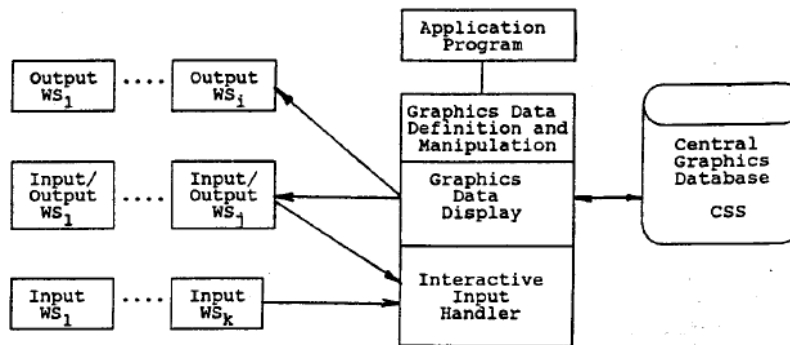 Application
Program
Output
WS1
....
Output
WSi
Graphics Data
Definition and
Manipulation
Central
Graphics
Database
CSS
Input/
Output
WS1
....
Input/
Output
WSj
Graphics
Data
Display
Input
WS1
....
Input
WSk
Interactive
Input
Handler